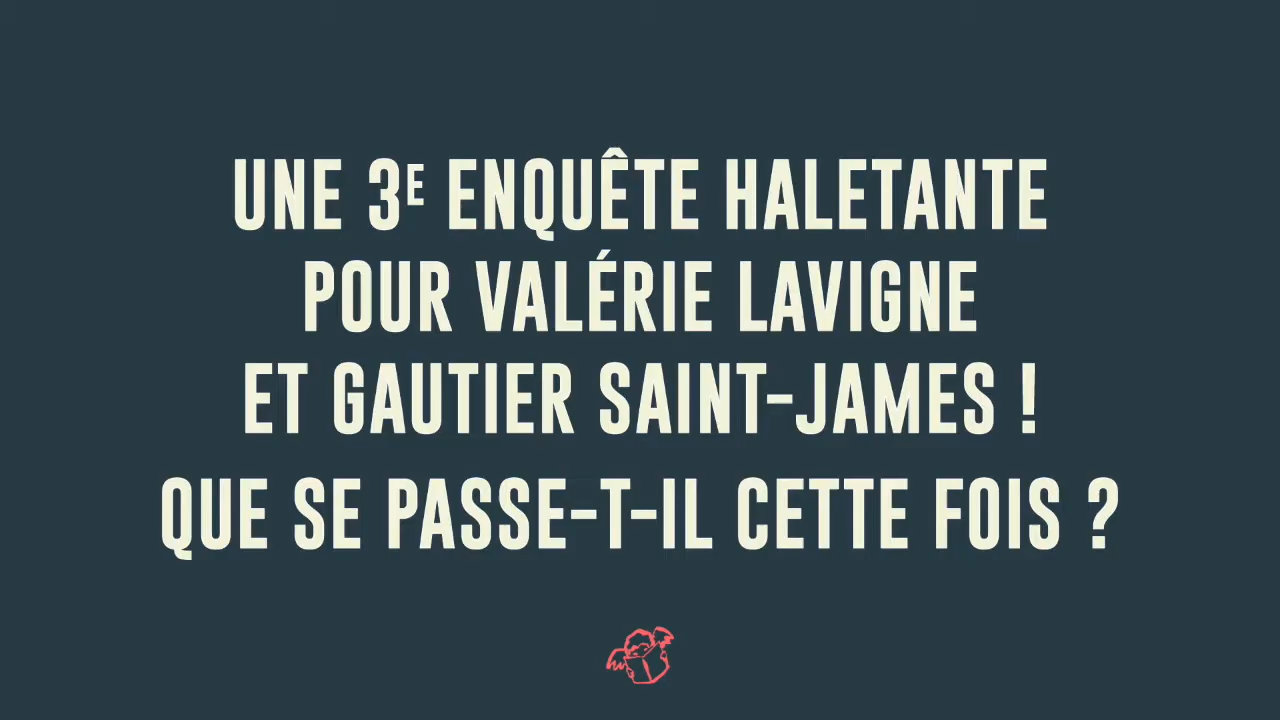 UNE 3E ENQUÊTE HALETANTE
POUR VALÉRIE LAVIGNE
ET GAUTIER SAINT-JAMES !
QUE SE PASSE-T-IL CETTE FOIS ?